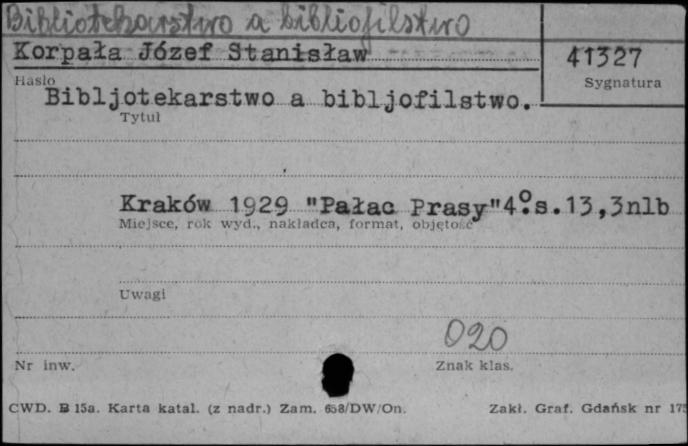 Bibliotekarstwo a bibliofilstwo
Korpała Józef Stanisław
41327
Hasło
Sygnatura
Bibljotekarstwo a bibljofilstwo.
Tytuł
Kraków 1929 "Pałac Prasy"4°.s.13,3nlb
Miejsce, rok wyd., nakładca, format, objętość
Uwagi
020
Nr inw.
Znak klas.
CWD. B 15a. Karta katal. (z nadr.) Zam. 658/DW/On.
Zakł. Graf. Gdańsk nr 175